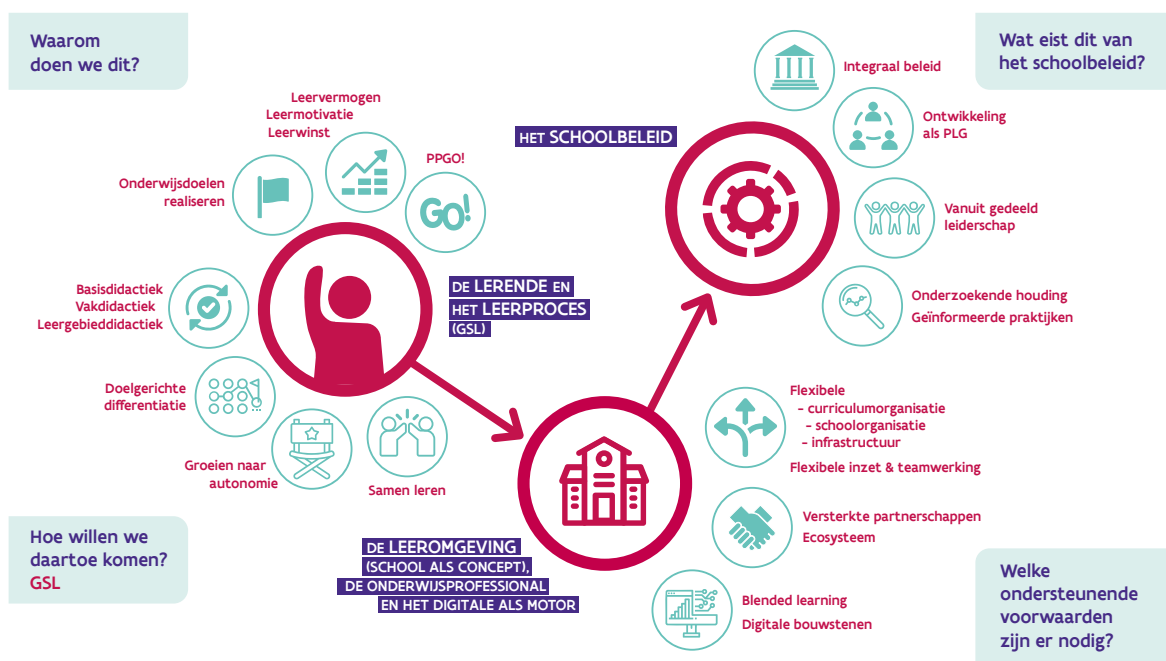 Waarom
doen we dit?
Leervermogen
Leermotivatie
Leerwinst
PPGO!
GO!
Onderwijsdoelen
realiseren
Basisdidactiek
Vakdidactiek
Leergebieddidactiek
Doelgerichte
differentiatie
Groeien naar
autonomie
Samen leren
DE LERENDE EN
HET LEERPROCES
(GSL)
Hoe willen we
daartoe komen?
GSL
DE LEEROMGEVING
(SCHOOL ALS CONCEPT),
DE ONDERWIJSPROFESSIONAL
EN HET DIGITALE ALS MOTOR
HET SCHOOLBELEID
Wat eist dit van
het schoolbeleid?
Integraal beleid
Ontwikkeling
als PLG
Vanuit gedeeld
leiderschap
Onderzoekende houding
Geïnformeerde praktijken
Flexibele
- curriculumorganisatie
- schoolorganisatie
- infrastructuur
Flexibele inzet & teamwerking
Versterkte partnerschappen
Ecosysteem
Blended learning
Digitale bouwstenen
Welke
ondersteunende
voorwaarden
zijn er nodig?